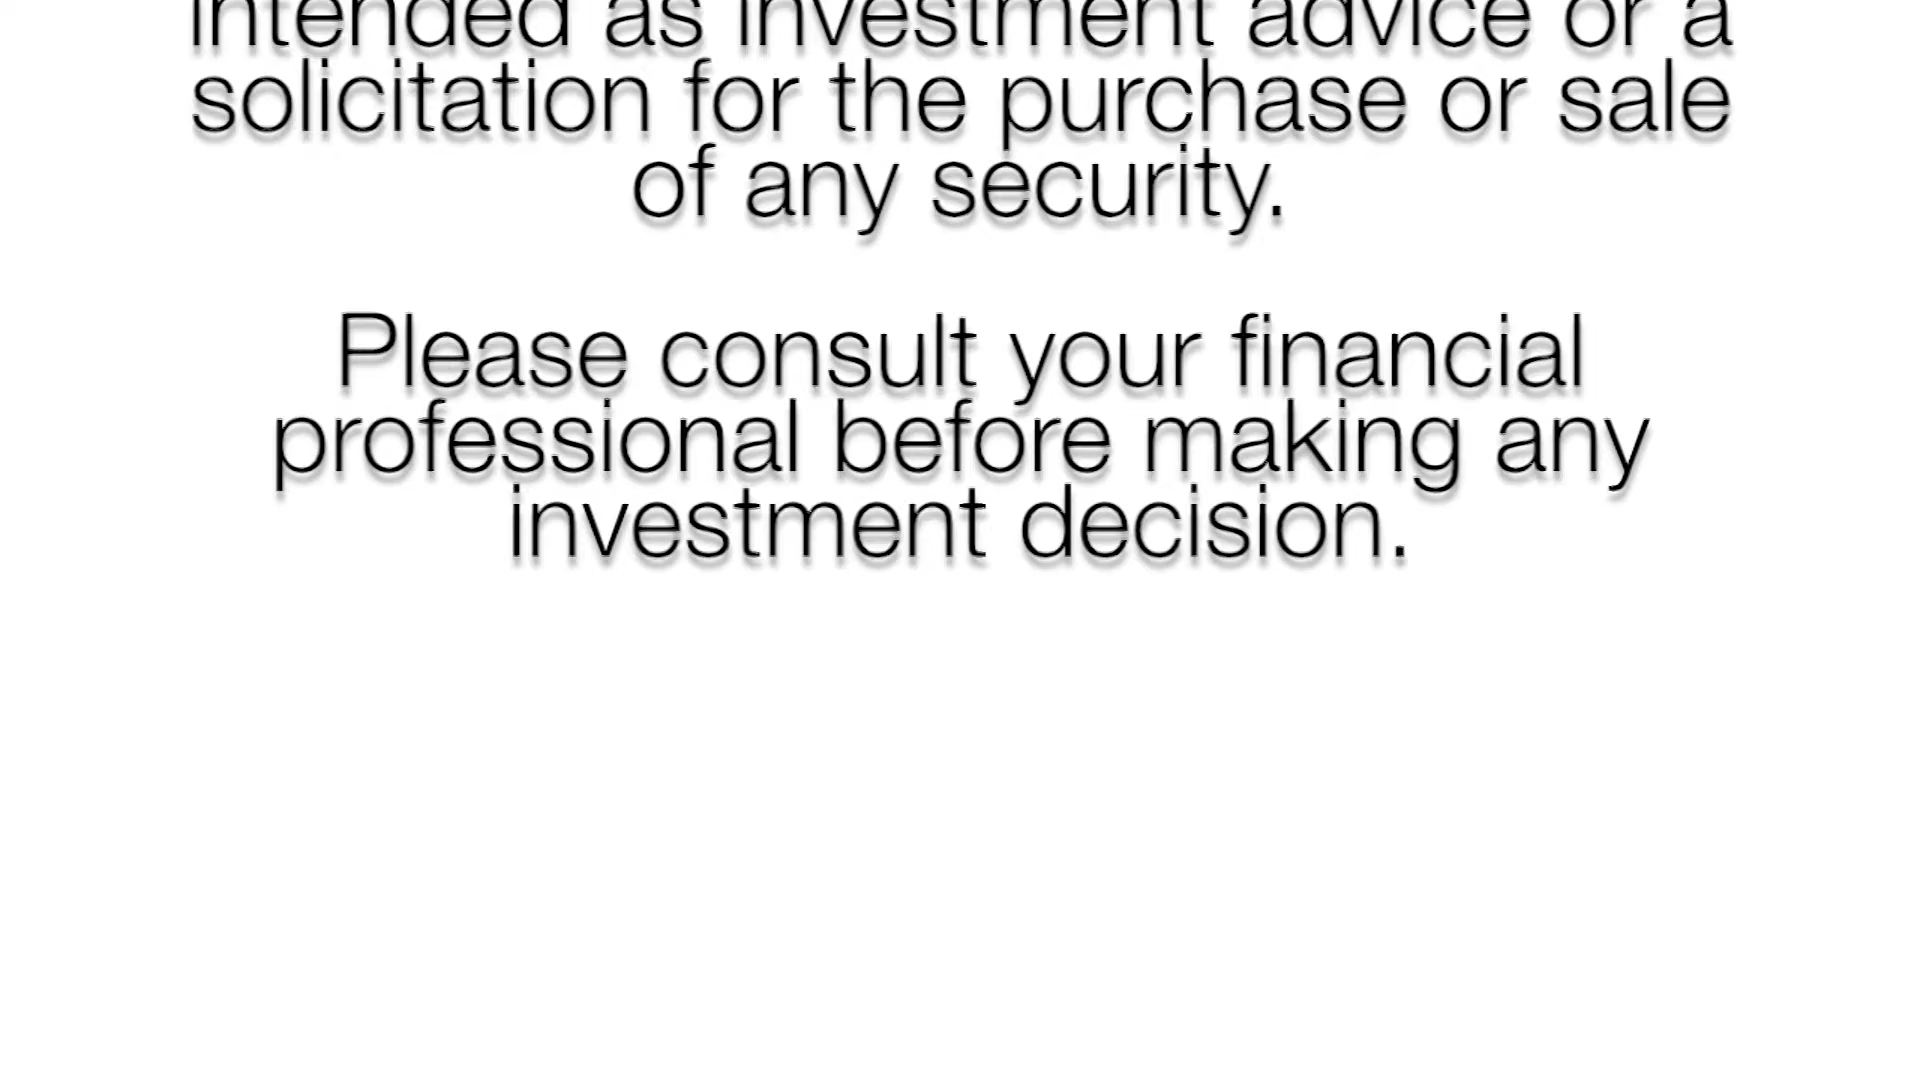 intended as investment advice or a
solicitation for the purchase or sale
of any security.
Please consult your financial
professional before making any
investment decision.